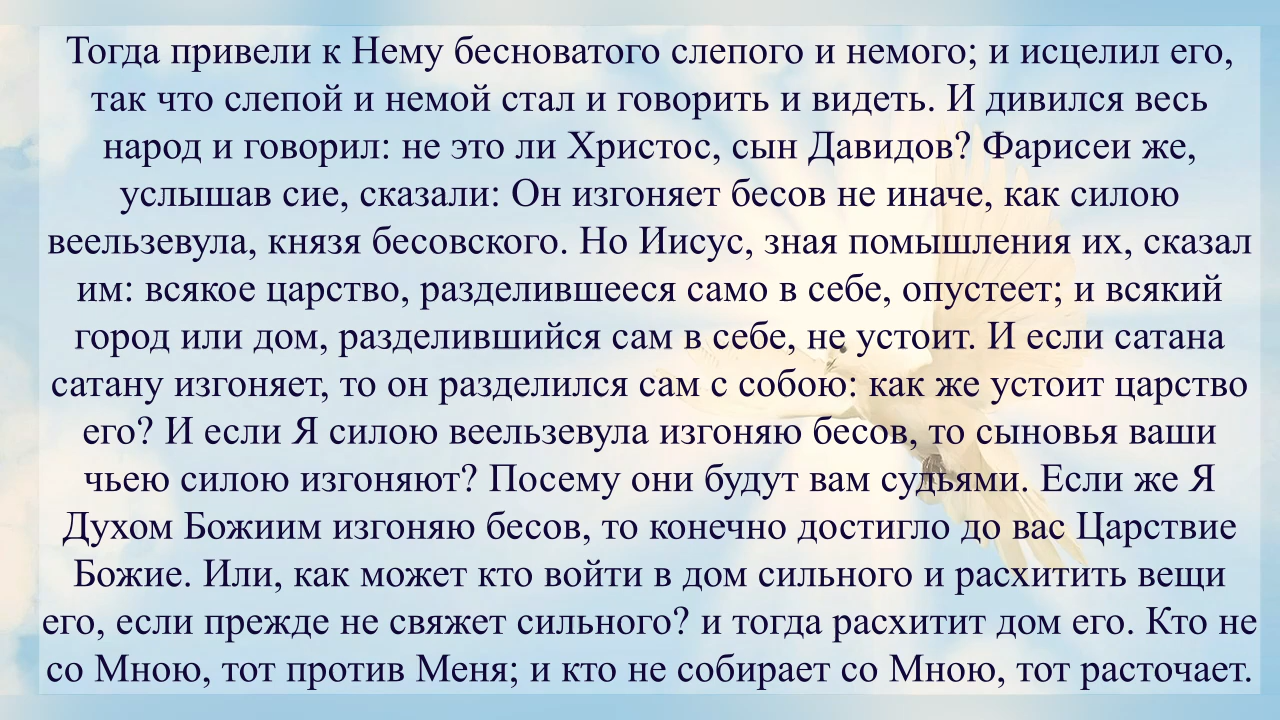 Тогда привели к Нему бесноватого слепого и немого; и исцелил его,
так что слепой и немой стал и говорить и видеть. И дивился весь
народ и говорил: не это ли Христос, сын Давидов? Фарисеи же,
услышав сие, сказали: Он изгоняет бесов не иначе, как силою
веельзевула, князя бесовского. Но Иисус, зная помышления их, сказал
им: всякое царство, разделившееся само в себе, опустеет; и всякий
город или дом, разделившийся сам в себе, не устоит. И если сатана
сатану изгоняет, то он разделился сам с собою: как же устоит царство
его? И если Я силою веельзевула изгоняю бесов, то сыновья ваши
чьею силою изгоняют? Посему они будут вам судьями. Если же Я
Духом Божиим изгоняю бесов, то конечно достигло до вас Царствие
Божие. Или, как может кто войти в дом сильного и расхитить вещи
его, если прежде не свяжет сильного? и тогда расхитит дом его. Кто не
со Мною, тот против Меня; и кто не собирает со Мною, тот расточает.